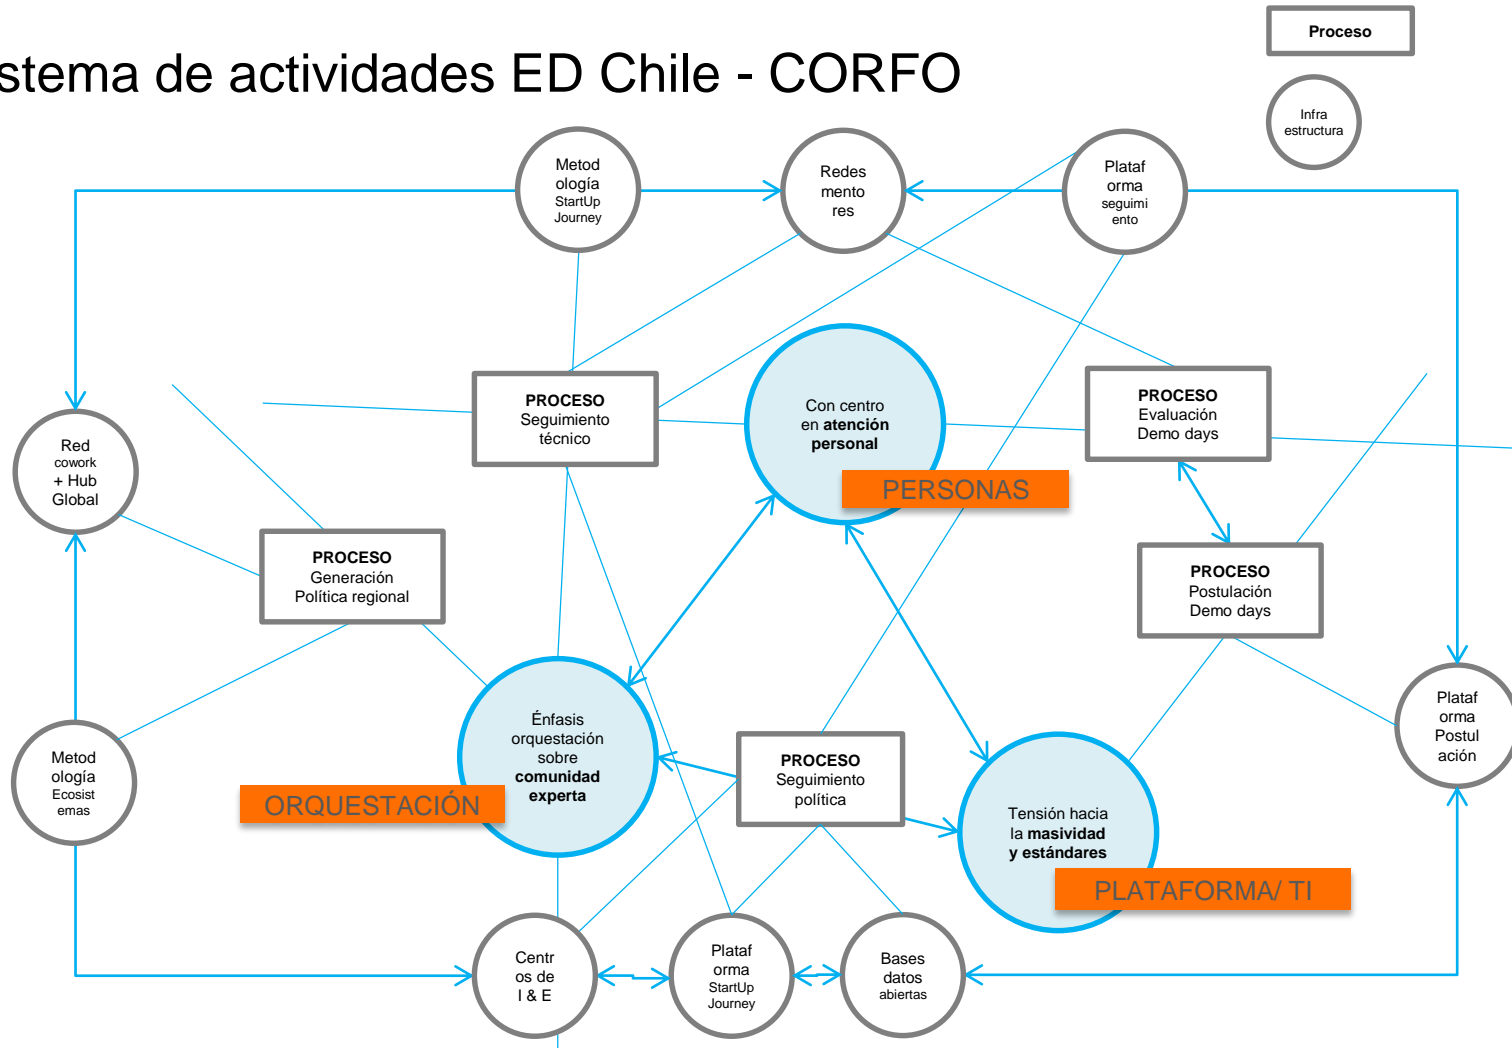 Proceso
stema de actividades ED Chile - CORFO
Infra
estructura
Metod
ología
StartUp
Journey
Redes
mento
res
Plataf
orma
seguimi
ento
PROCESO
Seguimiento
técnico
Con centro
en atención
personal
PERSONAS
PROCESO
Evaluación
Demo days
Red
cowork
+ Hub
Global
PROCESO
Generación
Política regional
PROCESO
Postulación
Demo days
Metod
ología
Ecosist
emas
Énfasis
orquestación
sobre
comunidad
experta
ORQUESTACIÓN
PROCESO
Seguimiento
política
Tensión hacia
la masividad
y estándares
PLATAFORMA/ TI
Plataf
orma
Postul
ación
Centr
os de
I & E
Plataf
orma
StartUp
Journey
Bases
datos
abiertas